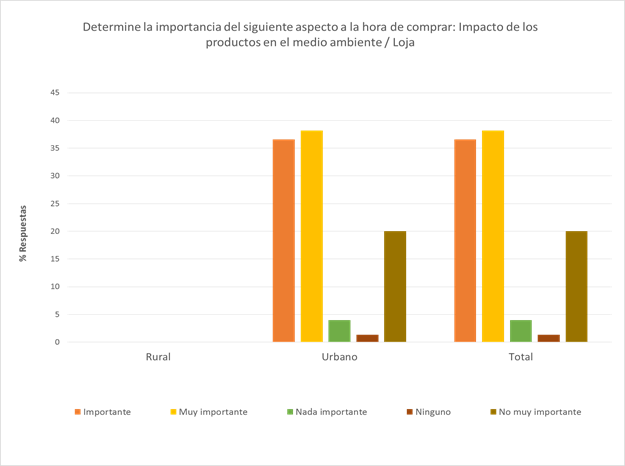 Determine la importancia del siguiente aspecto a la hora de comprar: Impacto de los
productos en el medio ambiente / Loja
45
40
35
30
25
20
15
10
5
0
% Respuestas
Rural Urbano Total
Importante Muy importante Nada importante Ninguno No muy importante